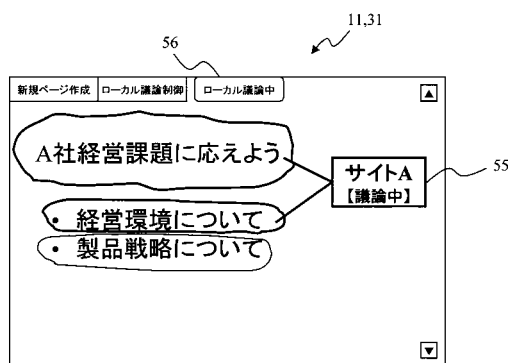 56
11,31
新規ページ作成 ローカル議論制御 ローカル議論中
▲
A社経営課題に応えよう
サイトA
【議論中】
55
• 経営環境について
• 製品戦略について
▼